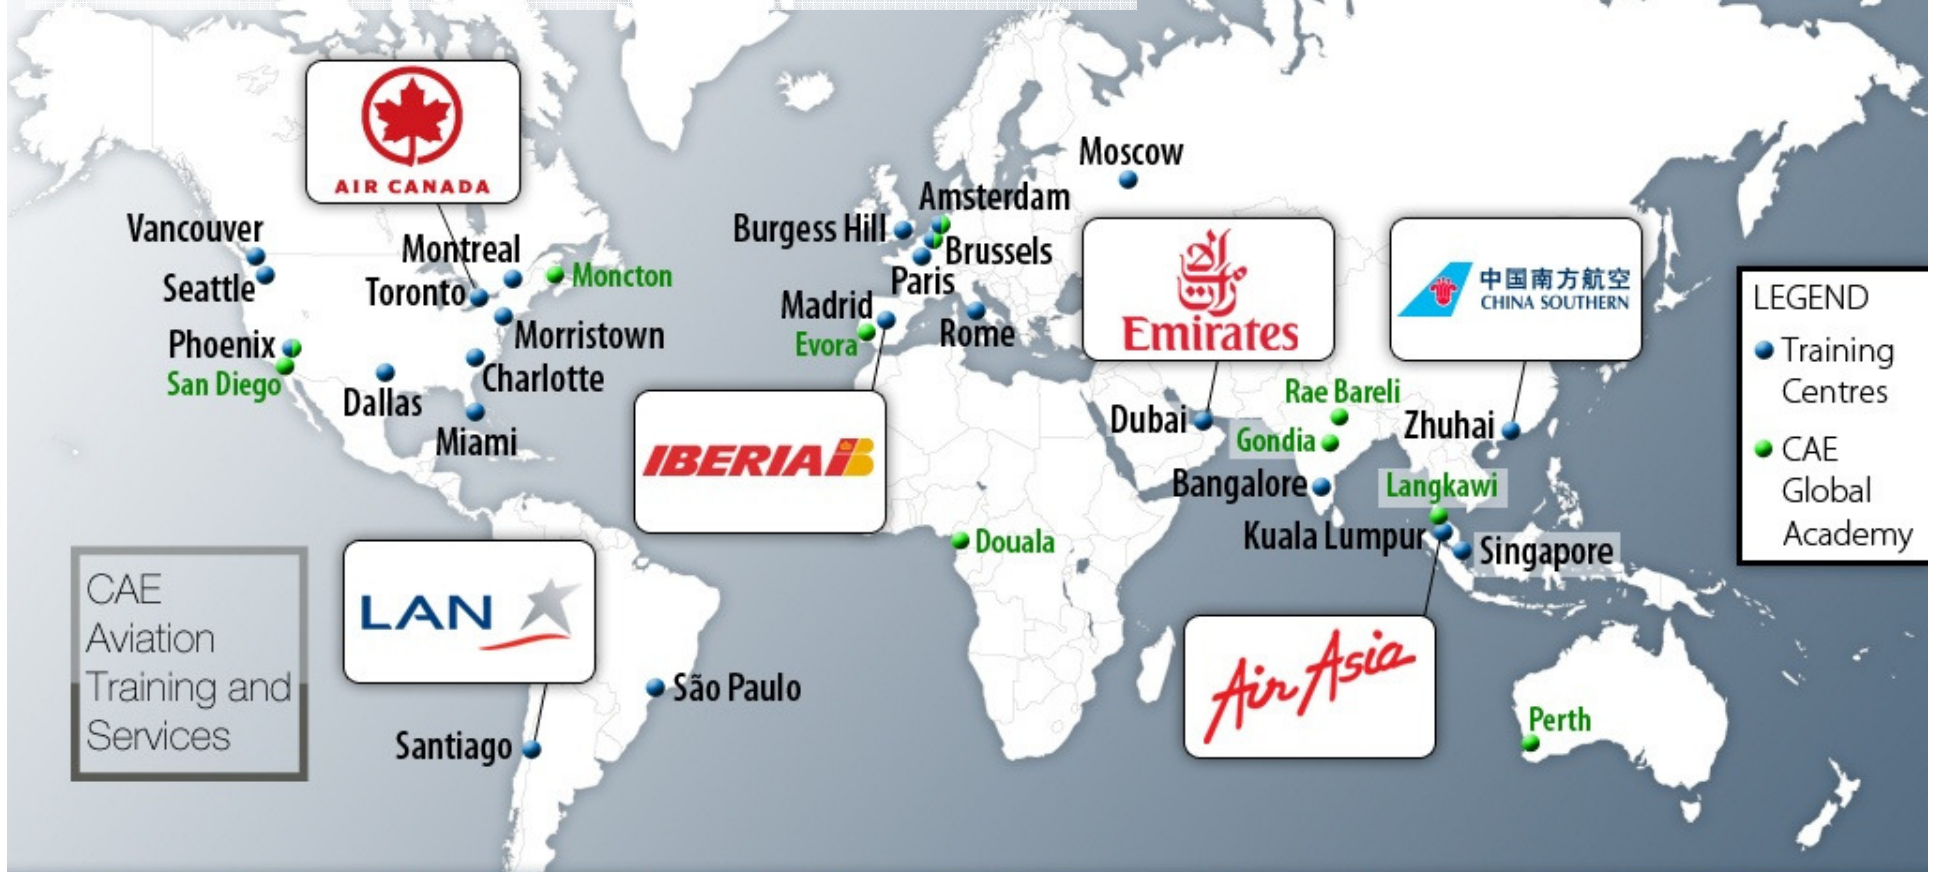 AIR CANADA
Moscow
Amsterdam
Vancouver
Burgess Hill
Montreal
Brussels
Seattle
Toronto
Moncton
Paris
Madrid
Evora
Rome
Morristown
Phoenix
San Diego
Charlotte
Dallas
Miami
Emirates
中国南方航空
CHINA SOUTHERN
LEGEND
Training
Centres
CAE
Global
Academy
Rae Bareli
Dubai
Gondia
Zhuhai
IBERIA
Bangalore
Langkawi
Kuala Lumpur
Singapore
Douala
LAN
CAE
Aviation
Training and
Services
São Paulo
Santiago
Air Asia
Perth